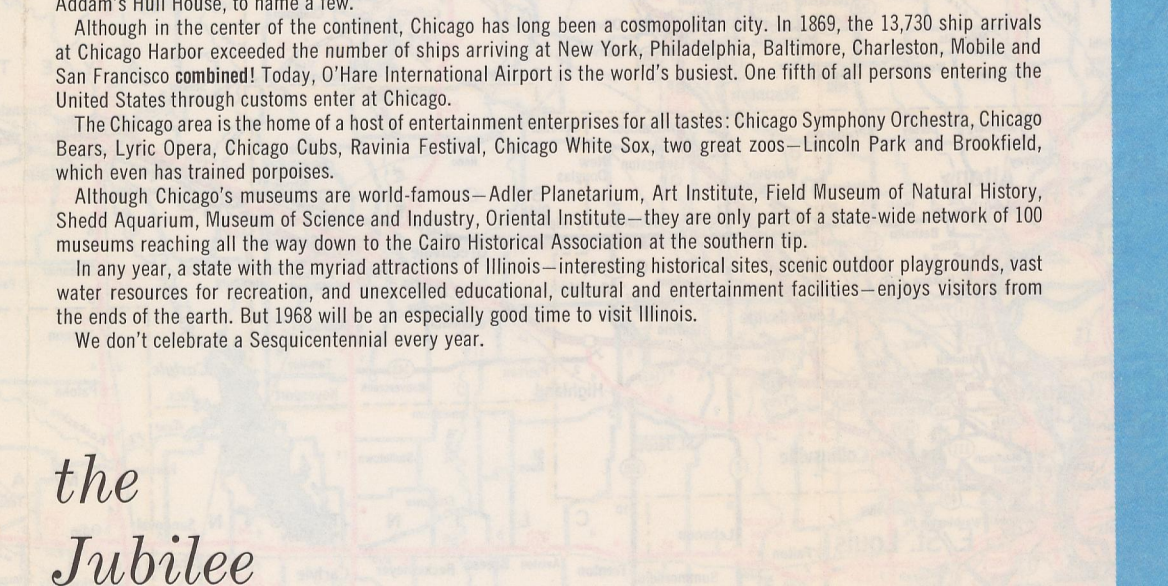 Addam's Hull House, to name a few.
Although in the center of the continent, Chicago has long been a cosmopolitan city. In 1869, the 13,730 ship arrivals
at Chicago Harbor exceeded the number of ships arriving at New York, Philadelphia, Baltimore, Charleston, Mobile and
San Francisco combined! Today, O'Hare International Airport is the world's busiest. One fifth of all persons entering the
United States through customs enter at Chicago.
The Chicago area is the home of a host of entertainment enterprises for all tastes: Chicago Symphony Orchestra, Chicago
Bears, Lyric Opera, Chicago Cubs, Ravinia Festival, Chicago White Sox, two great zoos—Lincoln Park and Brookfield,
which even has trained porpoises.
Although Chicago's museums are world-famous—Adler Planetarium, Art Institute, Field Museum of Natural History,
Shedd Aquarium, Museum of Science and Industry, Oriental Institute—they are only part of a state-wide network of 100
museums reaching all the way down to the Cairo Historical Association at the southern tip.
In any year, a state with the myriad attractions of Illinois—interesting historical sites, scenic outdoor playgrounds, vast
water resources for recreation, and unexcelled educational, cultural and entertainment facilities—enjoys visitors from
the ends of the earth. But 1968 will be an especially good time to visit Illinois.
We don't celebrate a Sesquicentennial every year.
the
Jubilee